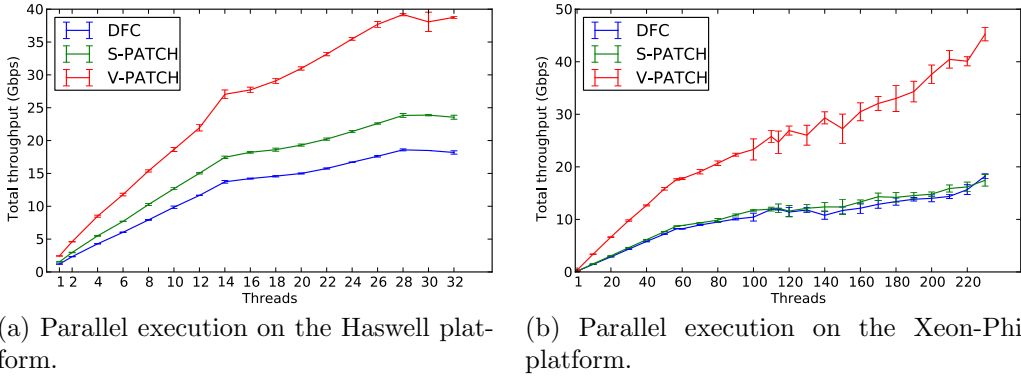 40
35
30
25
20
15
10
5
0
Total throughput (Gbps)
DFC
S-PATCH
V-PATCH
1 2 4 6 8 10 12 14 16 18 20 22 24 26 28 30 32
Threads
50
40
30
20
10
0
Total throughput (Gbps)
DFC
S-PATCH
V-PATCH
1 20 40 60 80 100 120 140 160 180 200 220
Threads
(a) Parallel execution on the Haswell plat-
form.
(b) Parallel execution on the Xeon-Phi
platform.